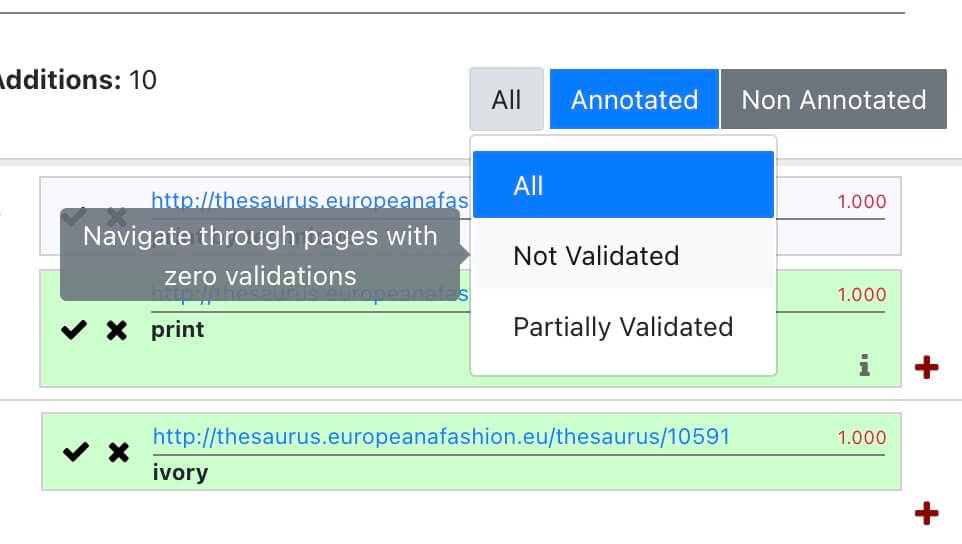 Additions: 10
All
Annotated
Non Annotated
All
Not Validated
Partially Validated
Navigate through pages with
zero validations
http://thesaurus.europeanafas
1.000
http://thesaurus.europeanafas
1.000
print
http://thesaurus.europeanafashion.eu/thesaurus/10591
1.000
ivory